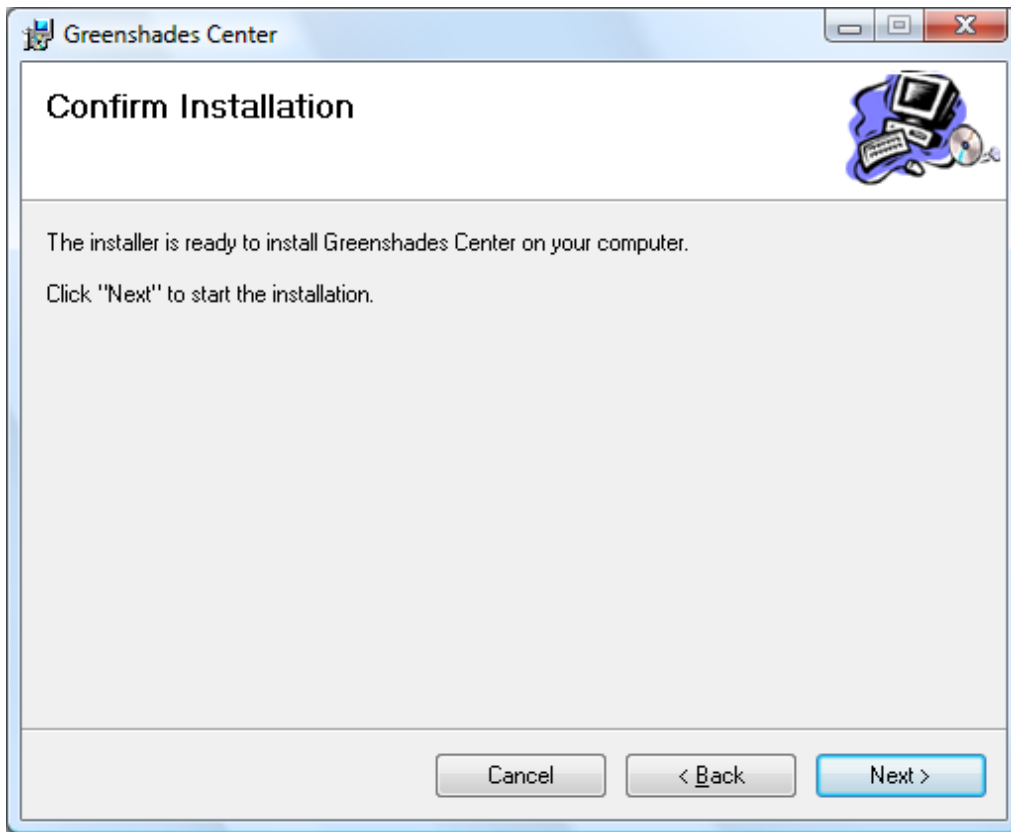 Greenshades Center
Confirm Installation
The installer is ready to install Greenshades Center on your computer.
Click "Next" to start the installation.
Cancel
< Back
Next >